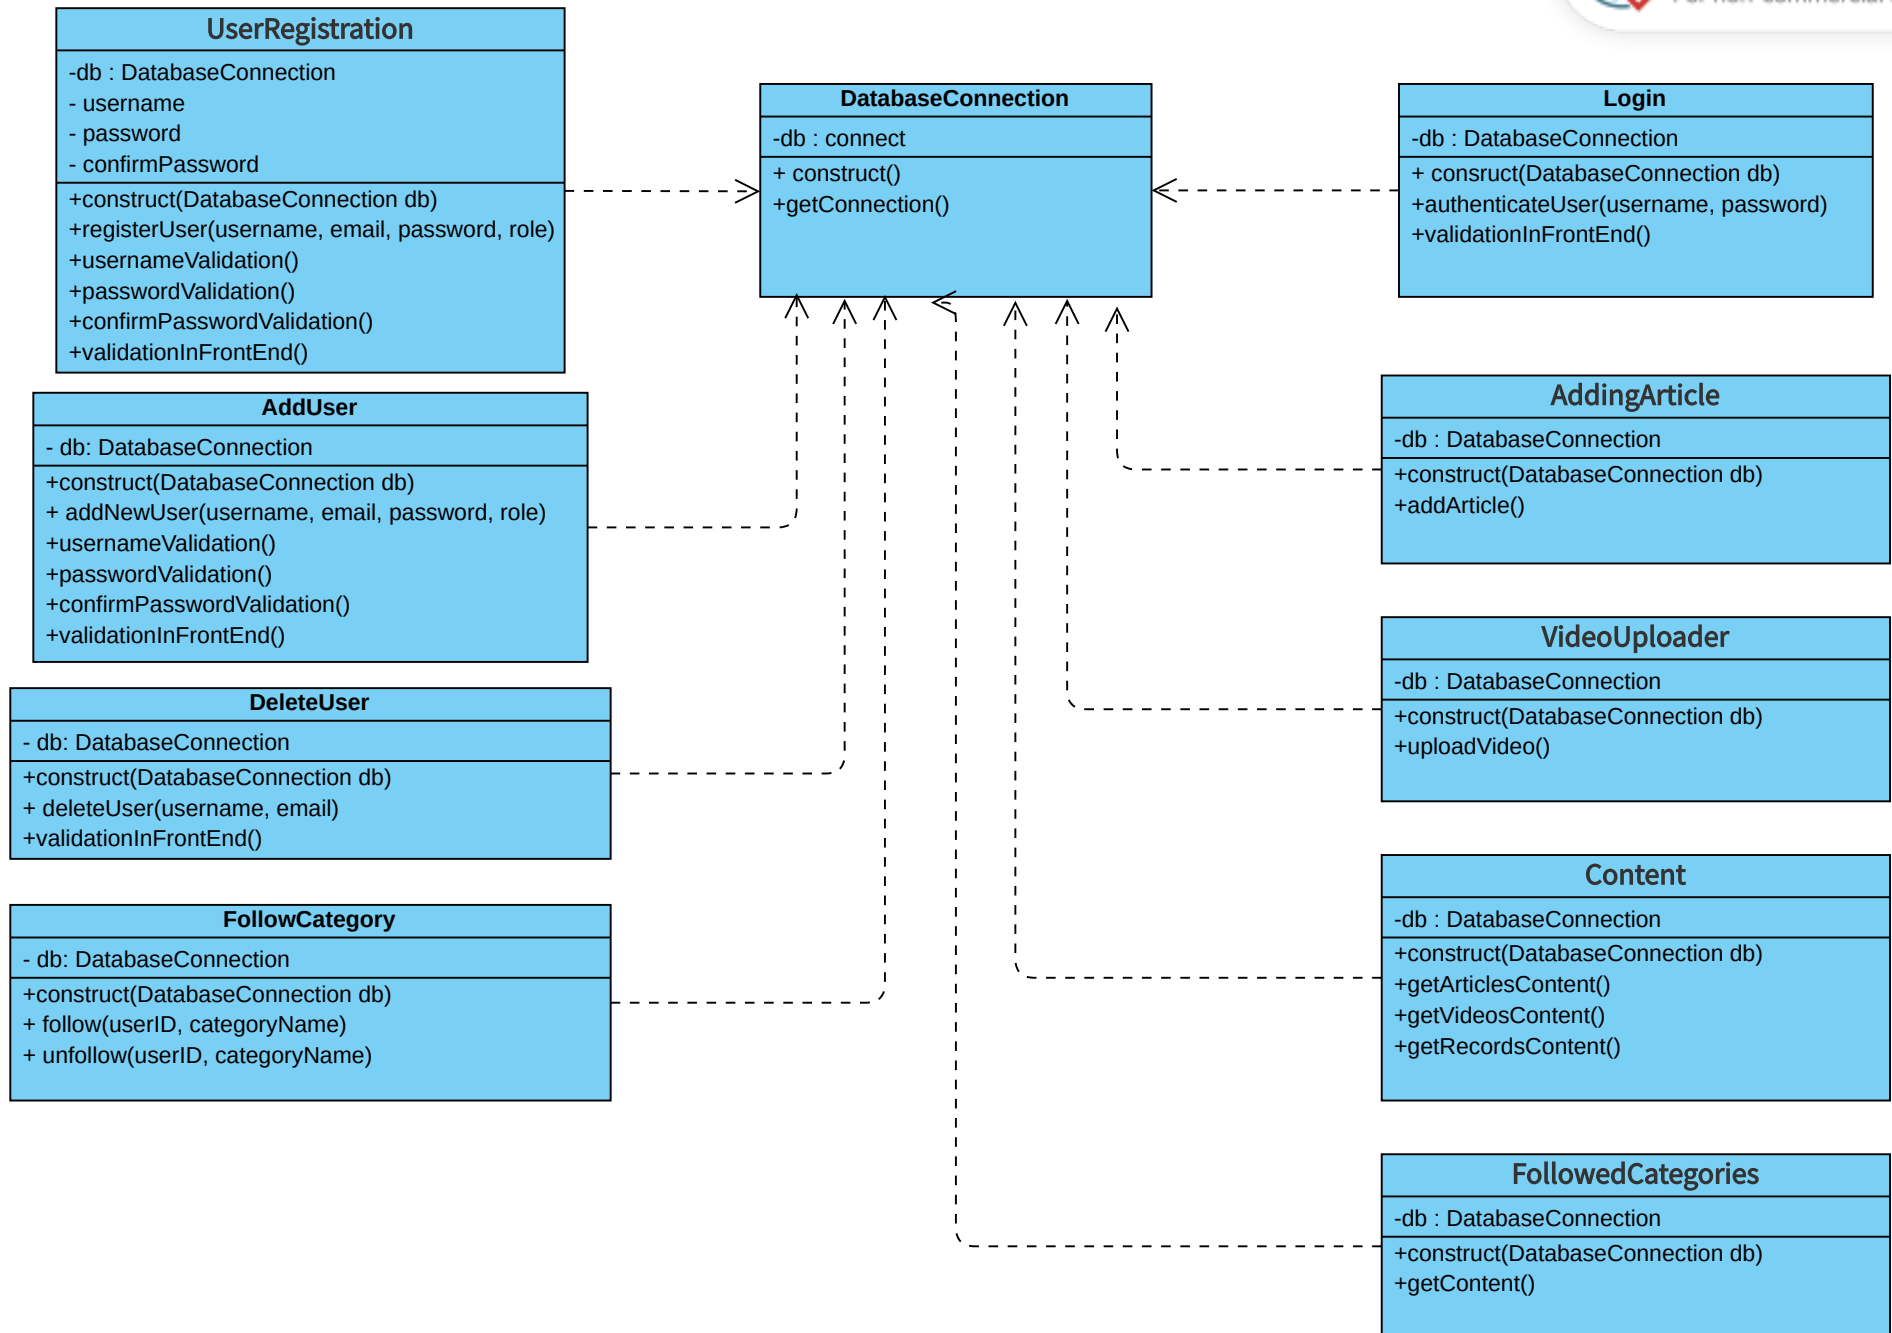 UserRegistration
-db : DatabaseConnection
- username
- password
- confirmPassword
+construct(DatabaseConnection db)
+registerUser(username, email, password, role)
+usernameValidation()
+passwordValidation()
+confirmPasswordValidation()
+validationInFrontEnd()
DatabaseConnection
-db : connect
+ construct()
+getConnection()
Login
-db : DatabaseConnection
+ consruct(DatabaseConnection db)
+authenticateUser(username, password)
+validationInFrontEnd()
AddUser
- db: DatabaseConnection
+construct(DatabaseConnection db)
+ addNewUser(username, email, password, role)
+usernameValidation()
+passwordValidation()
+confirmPasswordValidation()
+validationInFrontEnd()
AddingArticle
-db : DatabaseConnection
+construct(DatabaseConnection db)
+addArticle()
DeleteUser
- db: DatabaseConnection
+construct(DatabaseConnection db)
+ deleteUser(username, email)
+validationInFrontEnd()
VideoUploader
-db : DatabaseConnection
+construct(DatabaseConnection db)
+uploadVideo()
FollowCategory
- db: DatabaseConnection
+construct(DatabaseConnection db)
+ follow(userID, categoryName)
+ unfollow(userID, categoryName)
Content
-db : DatabaseConnection
+construct(DatabaseConnection db)
+getArticlesContent()
+getVideosContent()
+getRecordsContent()
FollowedCategories
-db : DatabaseConnection
+construct(DatabaseConnection db)
+getContent()